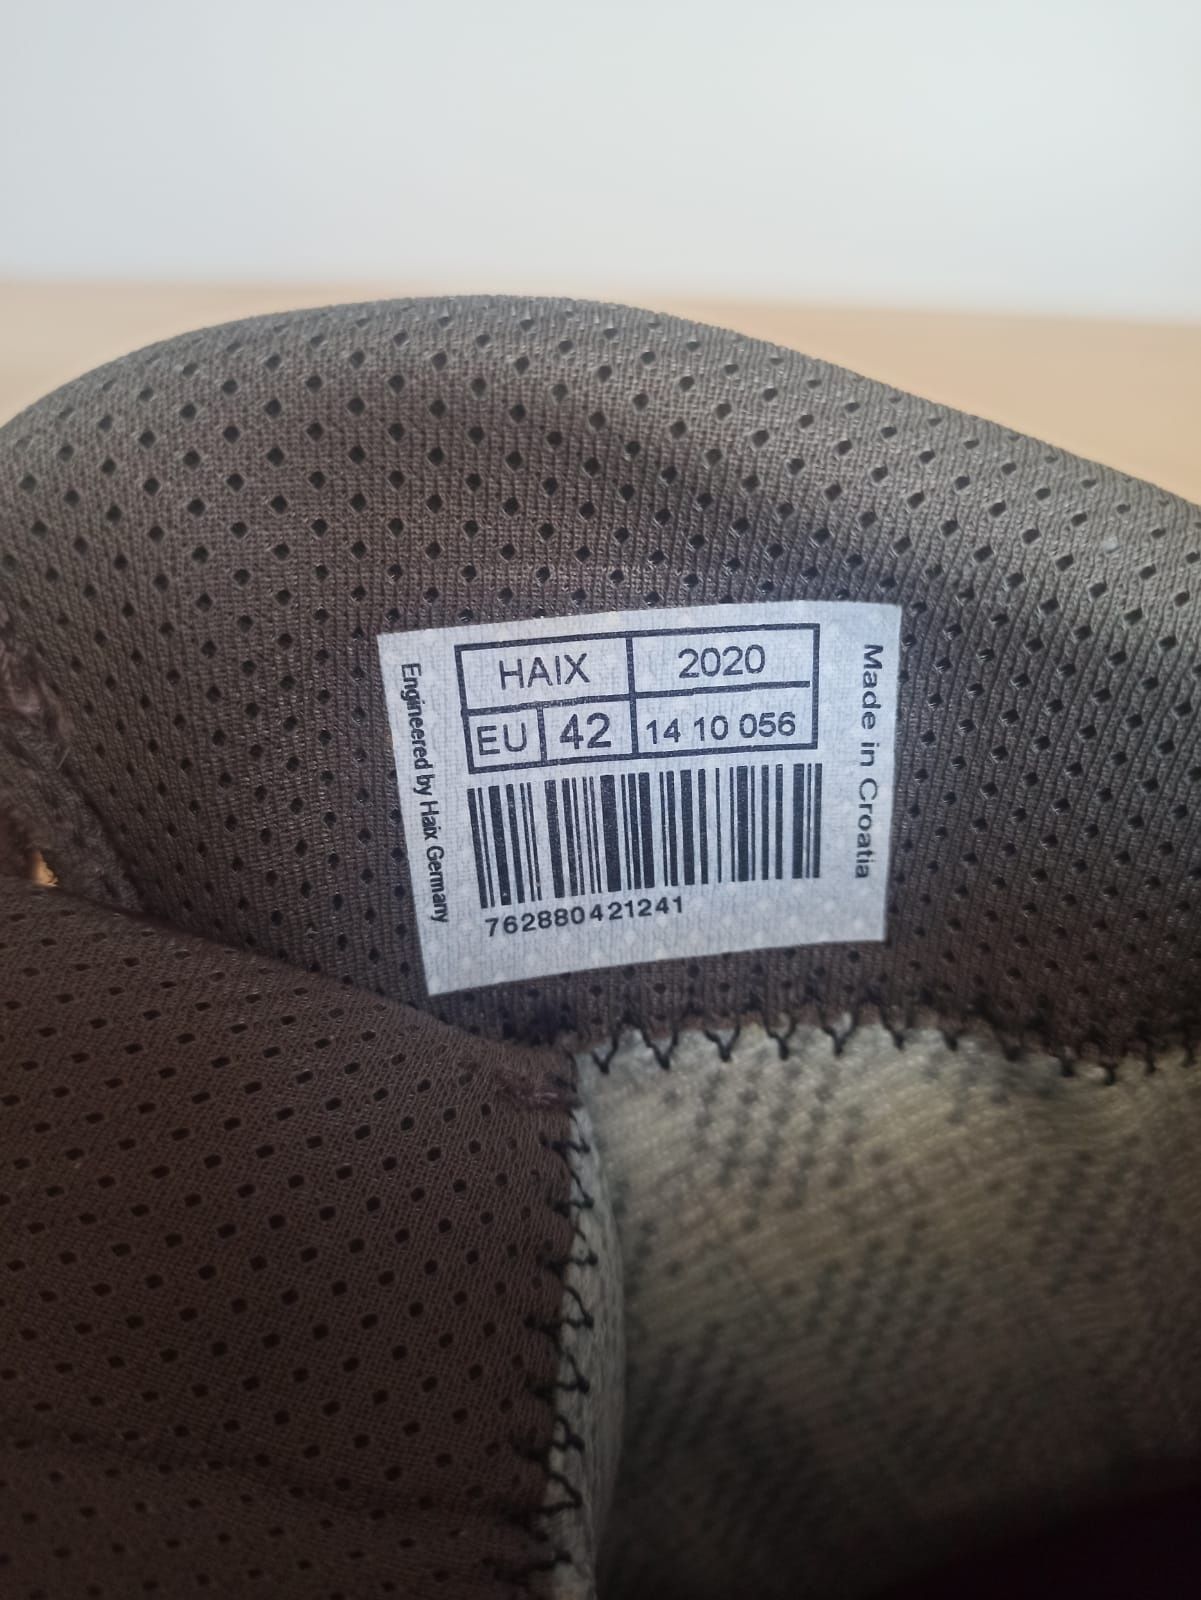 HAIX 2020
EU 42 14 10 056
762880421241
Engineered by Haix Germany
Made in Croatia